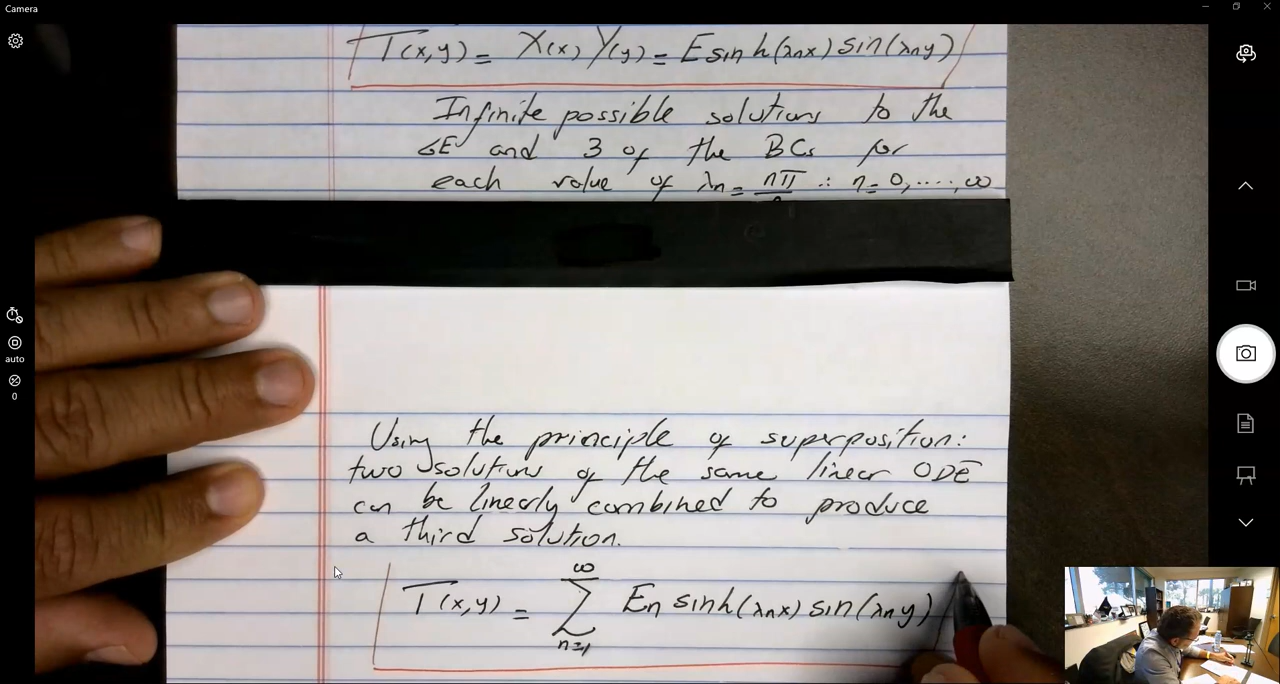 Camera
T(x,y) = X(x) Y(y) = E sinh(λnx) sin(λny)
Infinite possible solutions to the
GE and 3 of the BCs for
each value of λn = nπ ∴ n=0,....,∞
auto
0
Using the principle of superposition:
two solutions of the same linear ODE
can be linearly combined to produce
a third solution.
T(x,y) = ∑ n=1 ∞ En sinh(λnx) sin(λny)